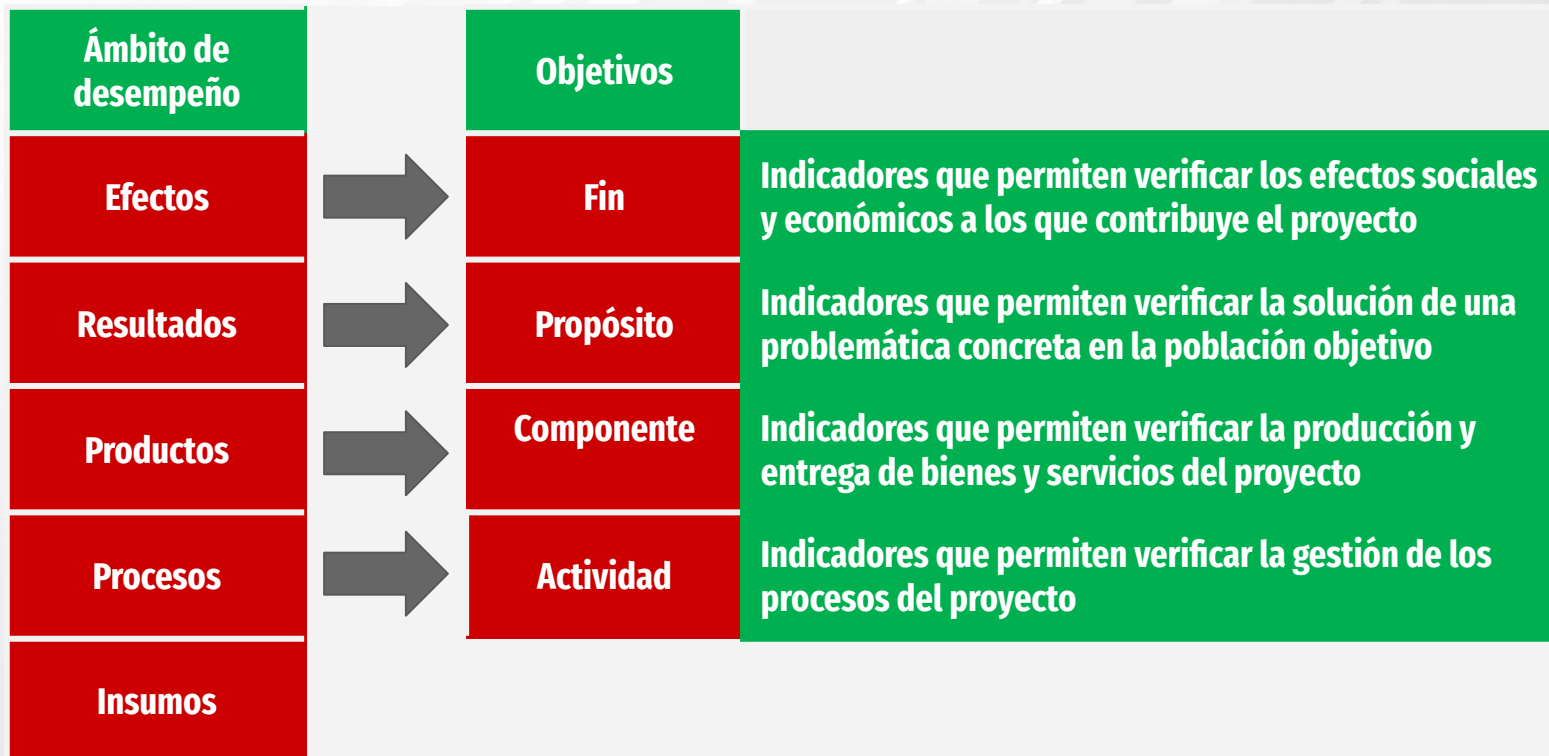 Ámbito de
desempeño
Objetivos
Efectos
Fin
Indicadores que permiten verificar los efectos sociales
y económicos a los que contribuye el proyecto
Resultados
Propósito
Indicadores que permiten verificar la solución de una
problemática concreta en la población objetivo
Productos
Componente
Indicadores que permiten verificar la producción y
entrega de bienes y servicios del proyecto
Procesos
Actividad
Indicadores que permiten verificar la gestión de los
procesos del proyecto
Insumos